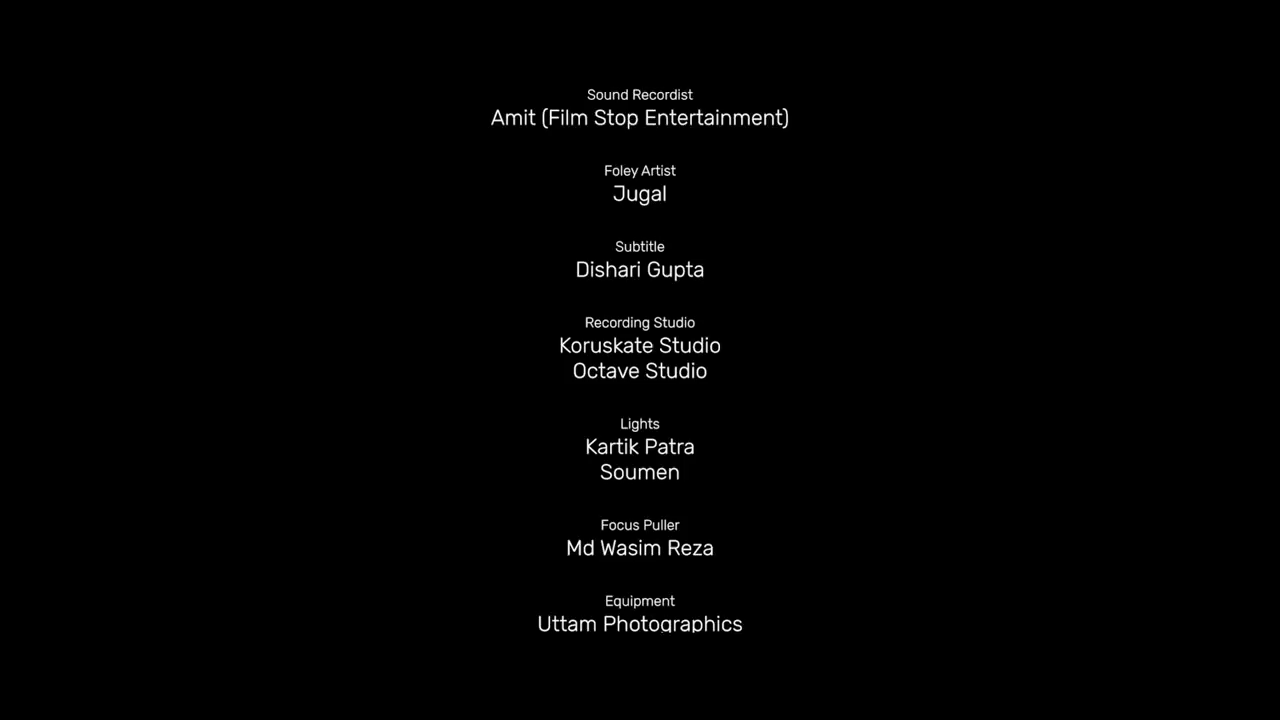 Sound Recordist
Amit (Film Stop Entertainment)
Foley Artist
Jugal
Subtitle
Dishari Gupta
Recording Studio
Koruskate Studio
Octave Studio
Lights
Kartik Patra
Soumen
Focus Puller
Md Wasim Reza
Equipment
Uttam Photographics